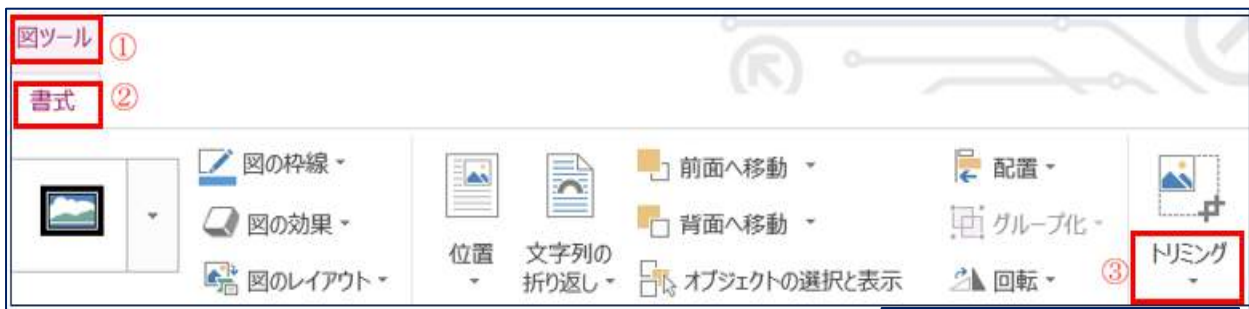 図ツール ①
書式 ②
図の枠線
図の効果
図のレイアウト
位置
文字列の
折り返し
前面へ移動
背面へ移動
オブジェクトの選択と表示
配置
グループ化
回転
③ トリミング